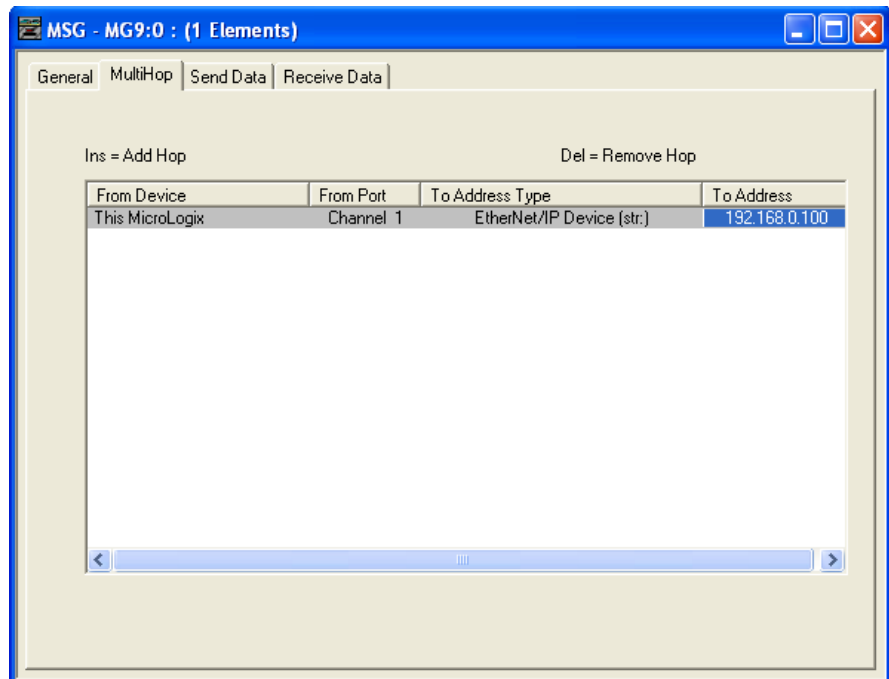 MSG - MG9:0 : (1 Elements)
General MultiHop Send Data Receive Data
Ins = Add Hop Del = Remove Hop
From Device From Port To Address Type To Address
This MicroLogix Channel 1 EtherNet/IP Device (str:) 192.168.0.100